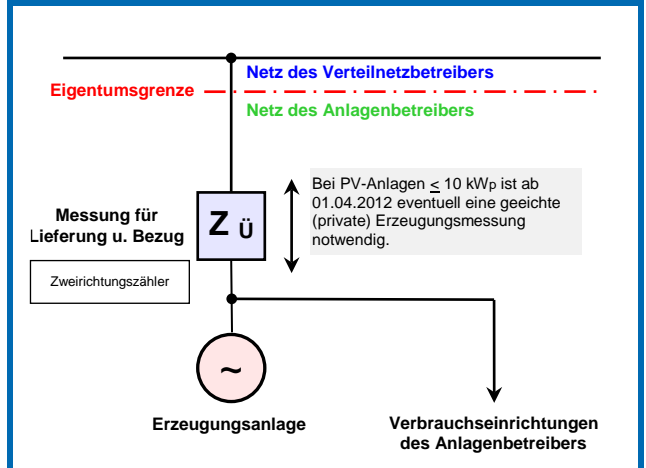 Netz des Verteilnetzbetreibers
Eigentumsgrenze
Netz des Anlagenbetreibers
Bei PV-Anlagen < 10 kWp ist ab
01.04.2012 eventuell eine geeichte
(private) Erzeugungsmessung
notwendig.
Messung für
Lieferung u. Bezug
Z Ü
Zweirichtungszähler
~
Erzeugungsanlage
Verbrauchseinrichtungen
des Anlagenbetreibers